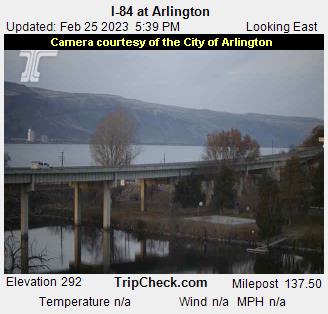 I-84 at Arlington
Updated: Feb 25 2023 5:39 PM Looking East
Camera courtesy of the City of Arlington
Elevation 292 TripCheck.com Milepost 137.50
Temperature n/a Wind n/a MPH n/a